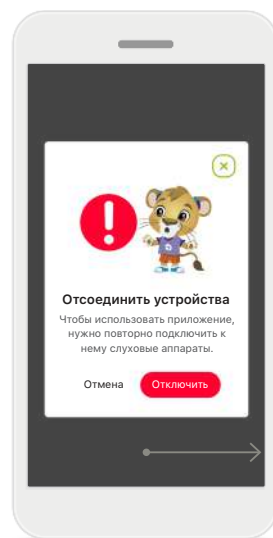 Отсоединить устройства
Чтобы использовать приложение,
нужно повторно подключить к
нему слуховые аппараты.
Отмена Отключить